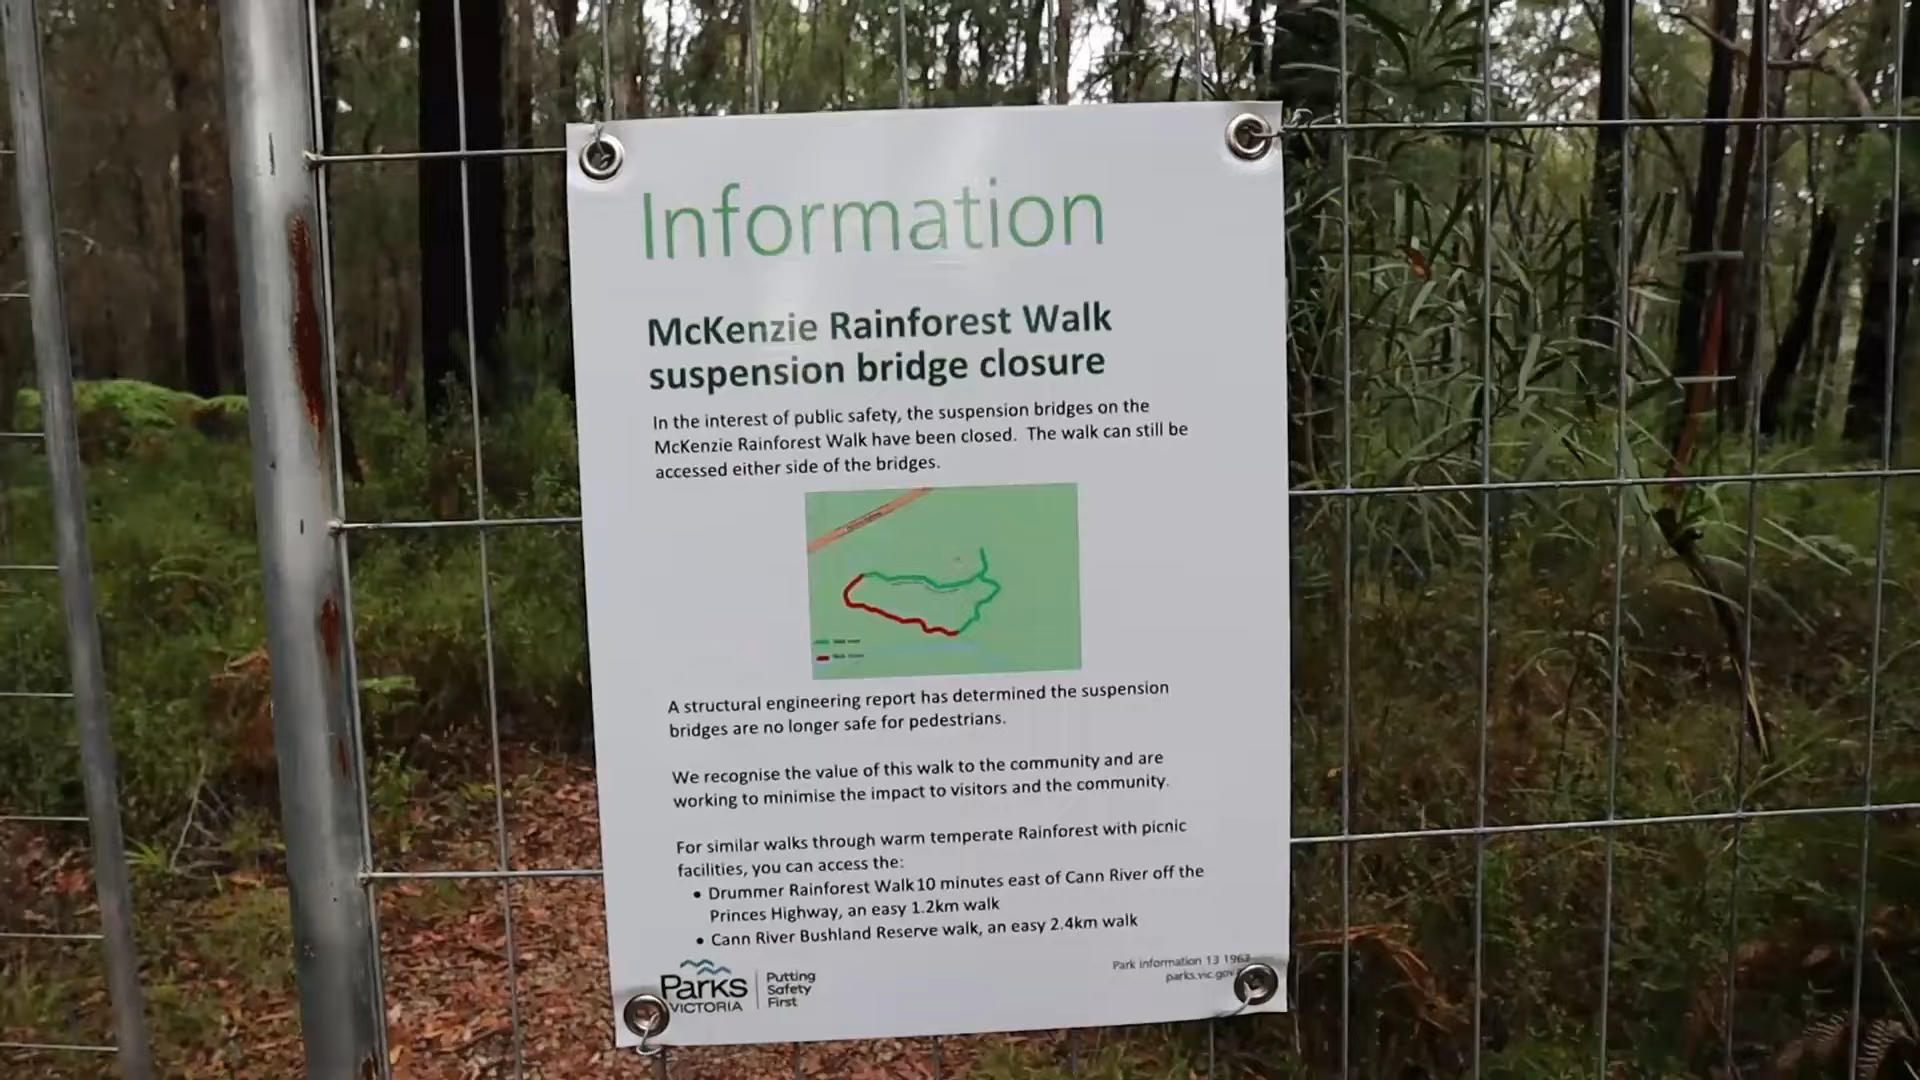 Information
McKenzie Rainforest Walk
suspension bridge closure
In the interest of public safety, the suspension bridges on the
McKenzie Rainforest Walk have been closed. The walk can still be
accessed either side of the bridges.
A structural engineering report has determined the suspension
bridges are no longer safe for pedestrians.
We recognise the value of this walk to the community and are
working to minimise the impact to visitors and the community.
For similar walks through warm temperate Rainforest with picnic
facilities, you can access the:
• Drummer Rainforest Walk 10 minutes east of Cann River off the
Princes Highway, an easy 1.2km walk
• Cann River Bushland Reserve walk, an easy 2.4km walk
Parks
VICTORIA
Putting
Safety
First
Park information 13 1963
parks.vic.gov